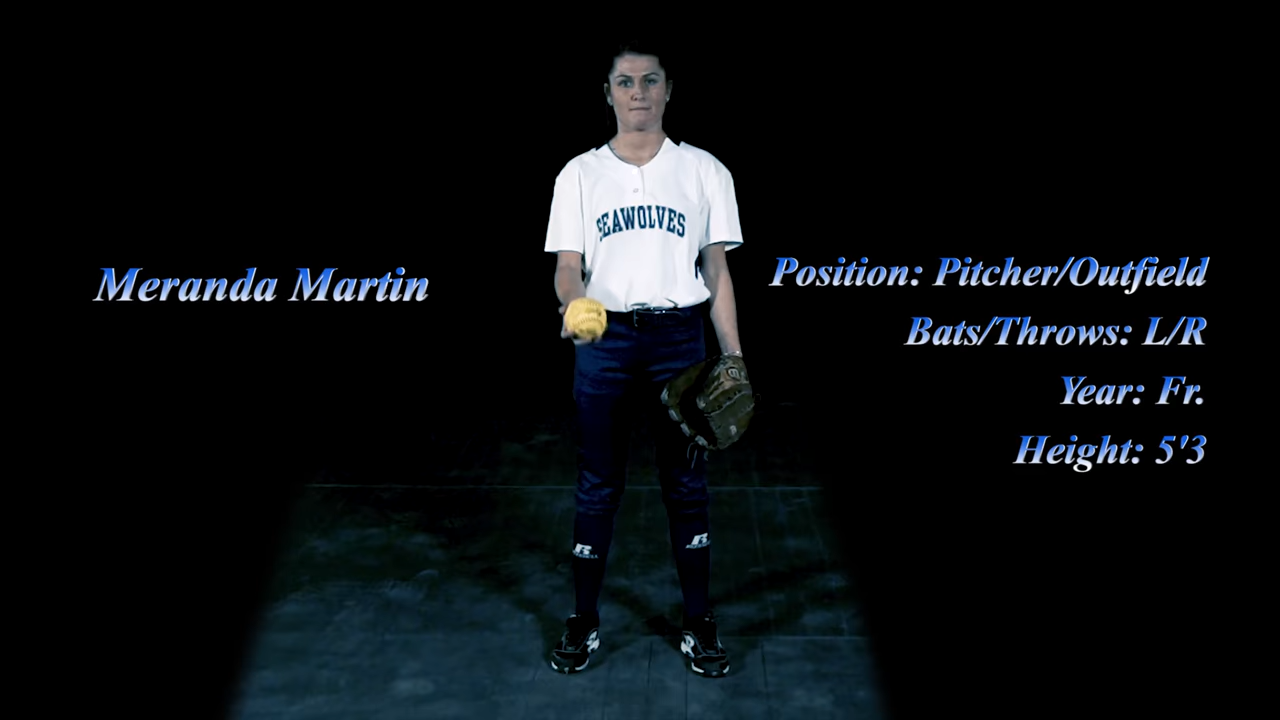 SEAWOLVES
Meranda Martin
Position: Pitcher/Outfield
Bats/Throws: L/R
Year: Fr.
Height: 5'3